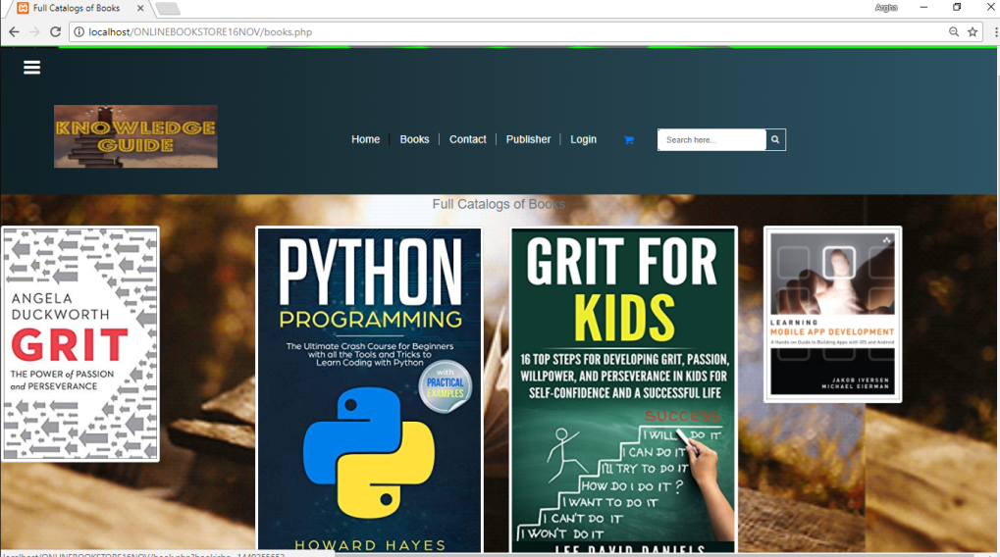 Full Catalogs of Books
Argha
localhost/ONLINEBOOKSTORE16NOV/books.php
KNOWLEDGE
GUIDE
Home
Books
Contact
Publisher
Login
Search here...
Full Catalogs of Books
ANGELA
DUCKWORTH
GRIT
THE POWER of PASSION
and PERSEVERANCE
PYTHON
PROGRAMMING
The Ultimate Crash Course for Beginners
with all the Tools and Tricks to
Learn Coding with Python
with
PRACTICAL
EXAMPLES
HOWARD HAYES
GRIT FOR
KIDS
16 TOP STEPS FOR DEVELOPING GRIT, PASSION,
WILLPOWER, AND PERSEVERANCE IN KIDS FOR
SELF-CONFIDENCE AND A SUCCESSFUL LIFE
SUCCESS
I WILL DO IT
I CAN DO IT
I'LL TRY TO DO IT
HOW DO I DO IT?
I WANT TO DO IT
I CAN'T DO IT
I WON'T DO IT
LEE DAVID DANIELS
LEARNING
MOBILE APP DEVELOPMENT
A Hands-on Guide to Building Apps with iOS and Android
JAKOB IVERSEN
MICHAEL EIERMAN